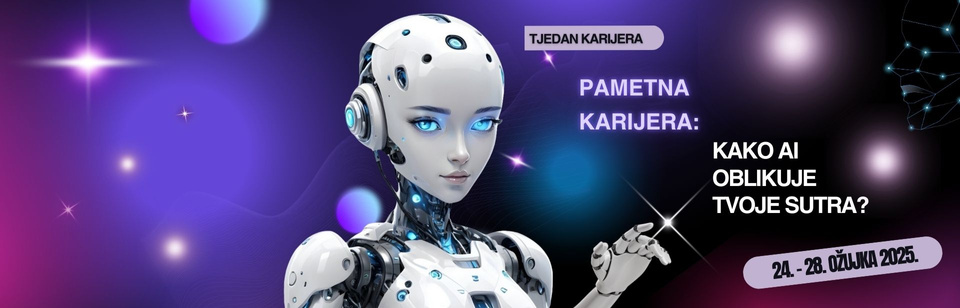 TJEDAN KARIJERA
PAMETNA
KARIJERA:
KAKO AI
OBLIKUJE
TVOJE SUTRA?
24. - 28. OŽUJKA 2025.